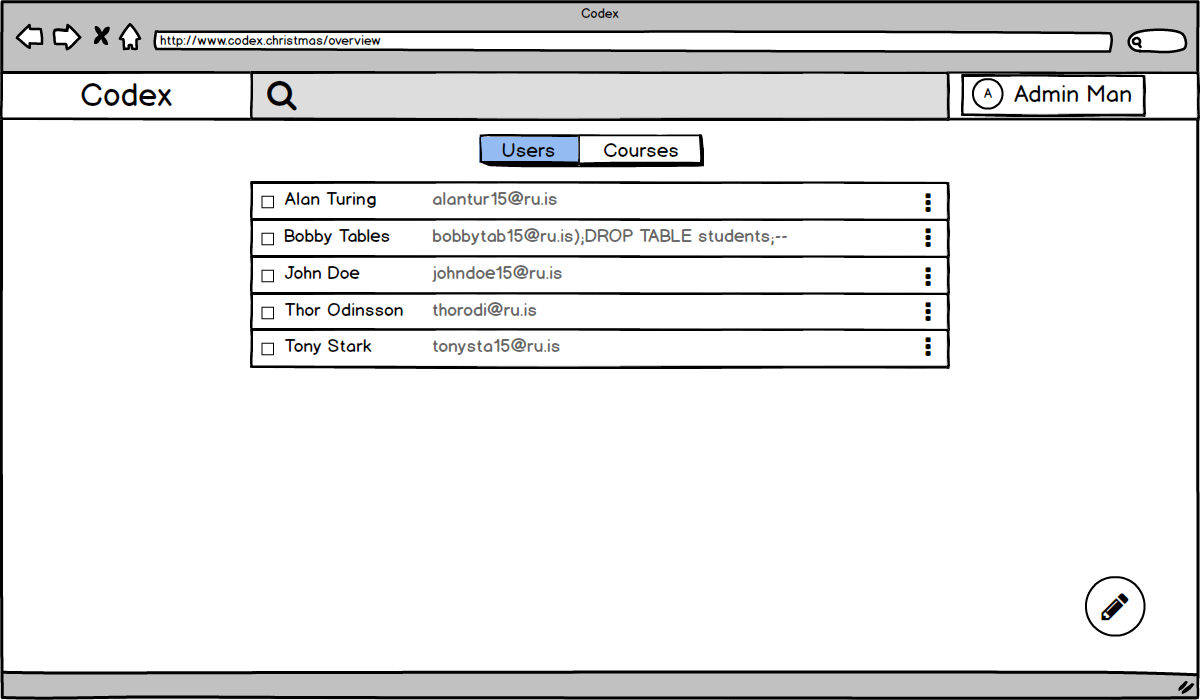 Codex
http://www.codex.christmas/overview
Codex
A Admin Man
Users Courses
Alan Turing alantur15@ru.is
Bobby Tables bobbytab15@ru.is);DROP TABLE students;--
John Doe johndoe15@ru.is
Thor Odinsson thorodi@ru.is
Tony Stark tonysta15@ru.is